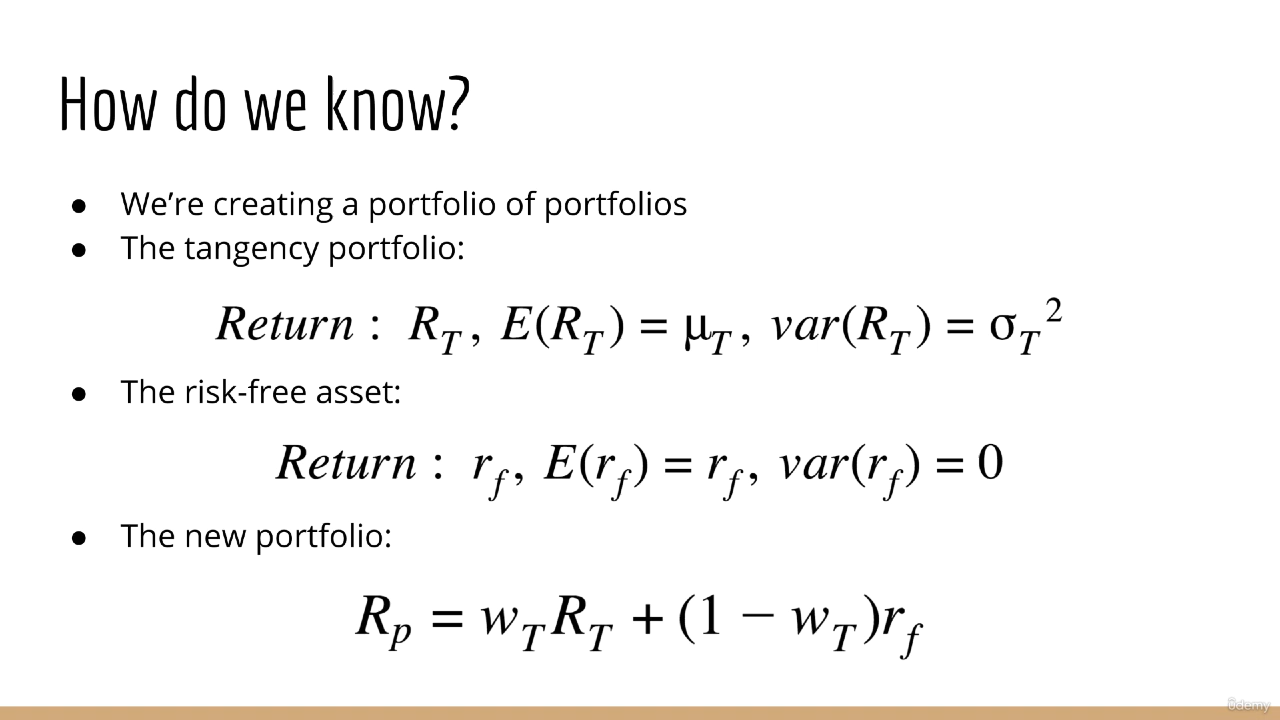 How do we know?
● We’re creating a portfolio of portfolios
● The tangency portfolio:
Return : R_T , E(R_T) = μ_T , var(R_T) = σ_T²
● The risk-free asset:
Return : r_f , E(r_f) = r_f , var(r_f) = 0
● The new portfolio:
R_p = w_T R_T + (1 − w_T)r_f
ûdemy